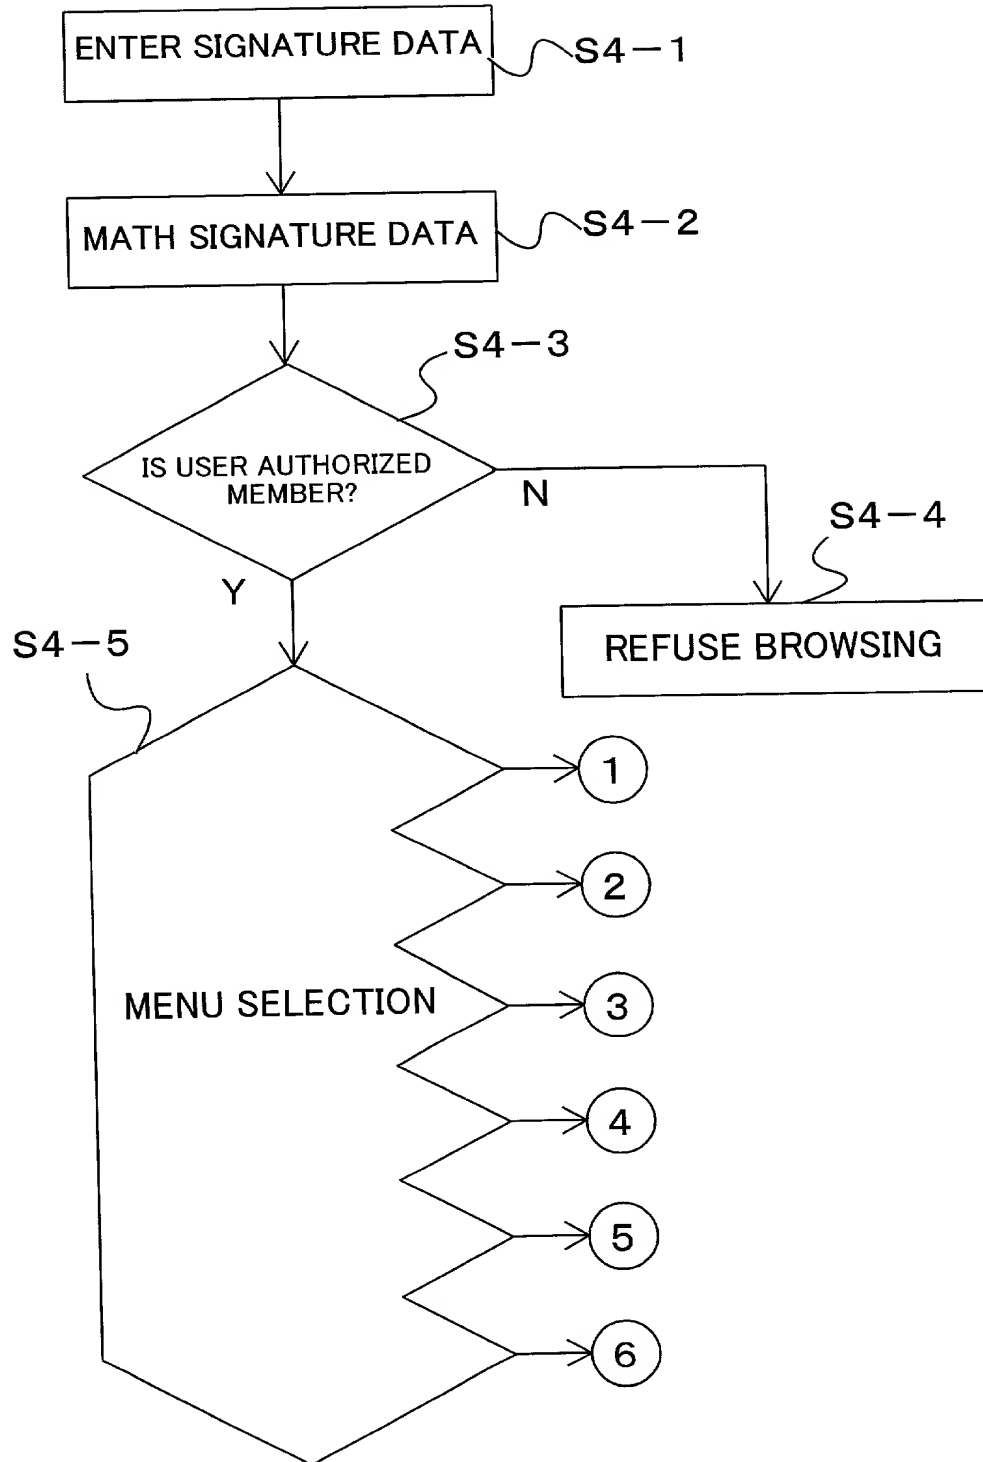 ENTER SIGNATURE DATA
S4-1
MATH SIGNATURE DATA
S4-2
S4-3
IS USER AUTHORIZED
MEMBER?
N
S4-4
Y
REFUSE BROWSING
S4-5
1
2
3
MENU SELECTION
4
5
6